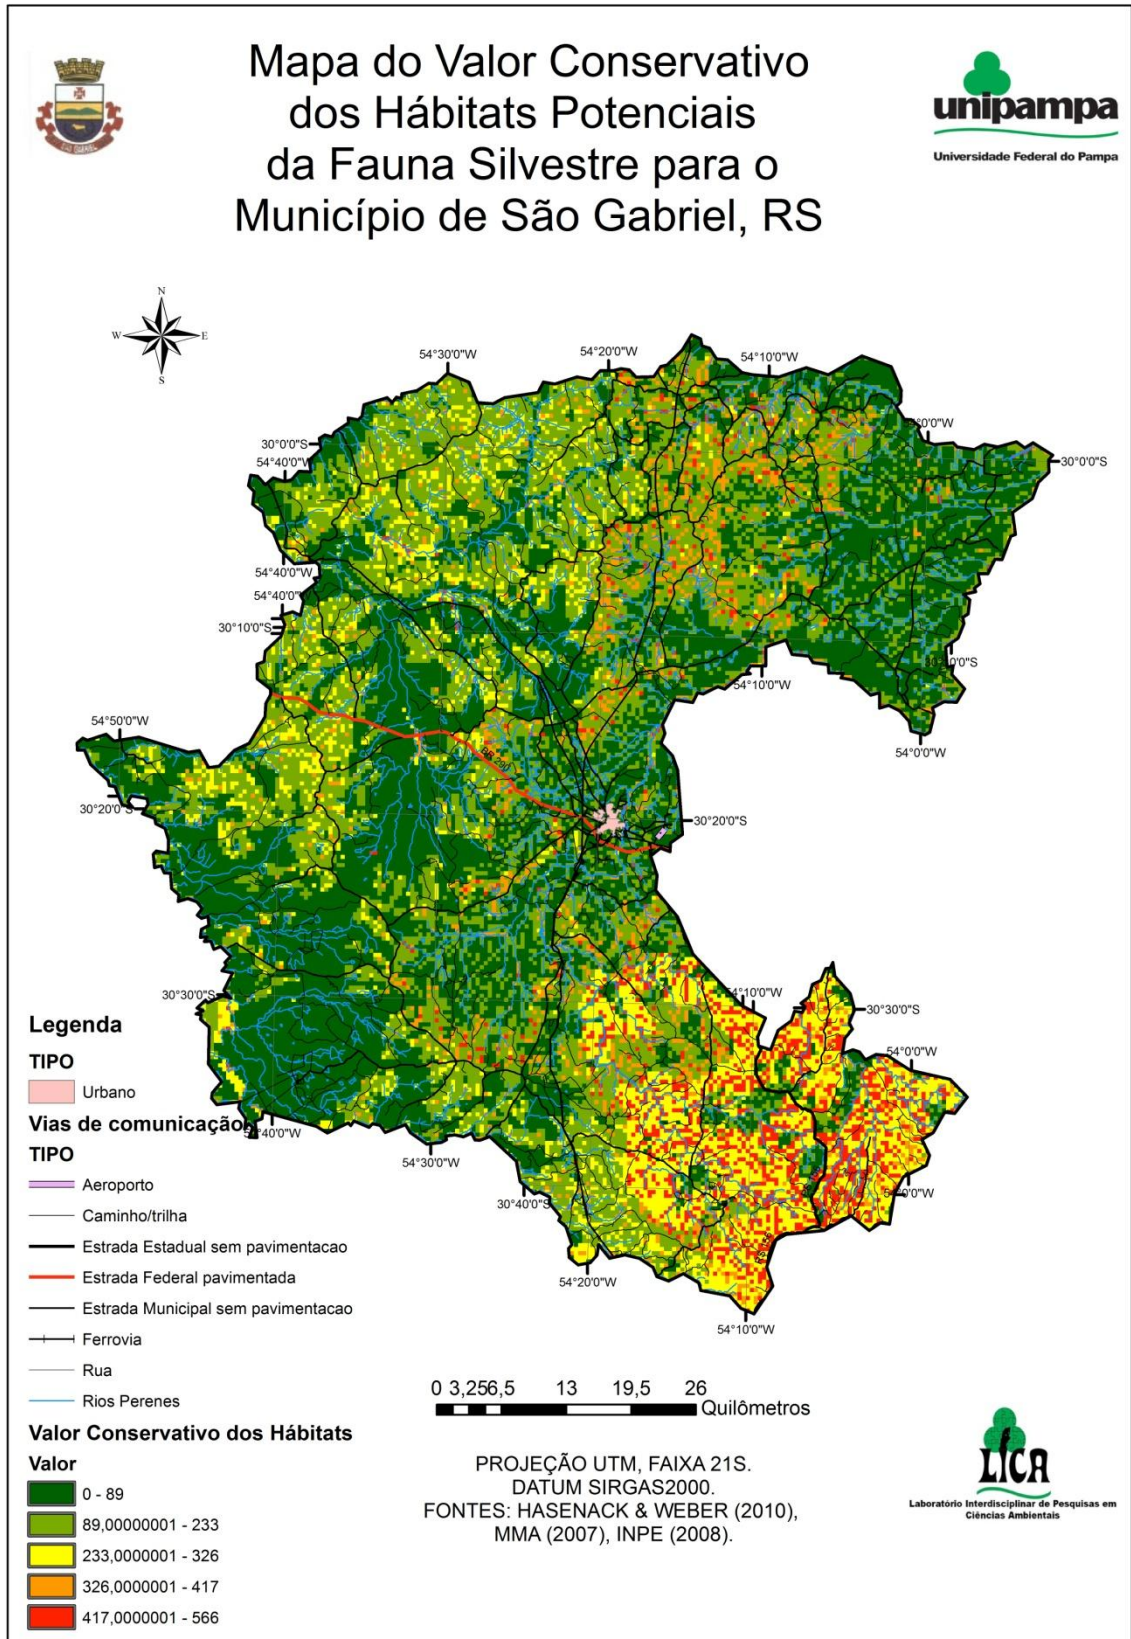 Mapa do Valor Conservativo
dos Hábitats Potenciais
da Fauna Silvestre para o
Município de São Gabriel, RS
SÃO GABRIEL
unipampa
Universidade Federal do Pampa
N
W
E
S
54°30'0"W
54°20'0"W
54°10'0"W
30°0'0"S
54°40'0"W
30°0'0"S
54°40'0"W
54°40'0"W
30°10'0"S
54°10'0"W
54°50'0"W
54°0'0"W
BR 290
30°20'0"S
30°20'0"S
30°30'0"S
54°10'0"W
30°30'0"S
54°0'0"W
54°30'0"W
30°40'0"S
54°20'0"W
54°10'0"W
Legenda
TIPO
Urbano
Vias de comunicação
TIPO
Aeroporto
Caminho/trilha
Estrada Estadual sem pavimentacao
Estrada Federal pavimentada
Estrada Municipal sem pavimentacao
Ferrovia
Rua
Rios Perenes
Valor Conservativo dos Hábitats
Valor
0 - 89
89,00000001 - 233
233,0000001 - 326
326,0000001 - 417
417,0000001 - 566
0 3,25 6,5 13 19,5 26
Quilômetros
PROJEÇÃO UTM, FAIXA 21S.
DATUM SIRGAS2000.
FONTES: HASENACK & WEBER (2010),
MMA (2007), INPE (2008).
LICA
Laboratório Interdisciplinar de Pesquisas em
Ciências Ambientais